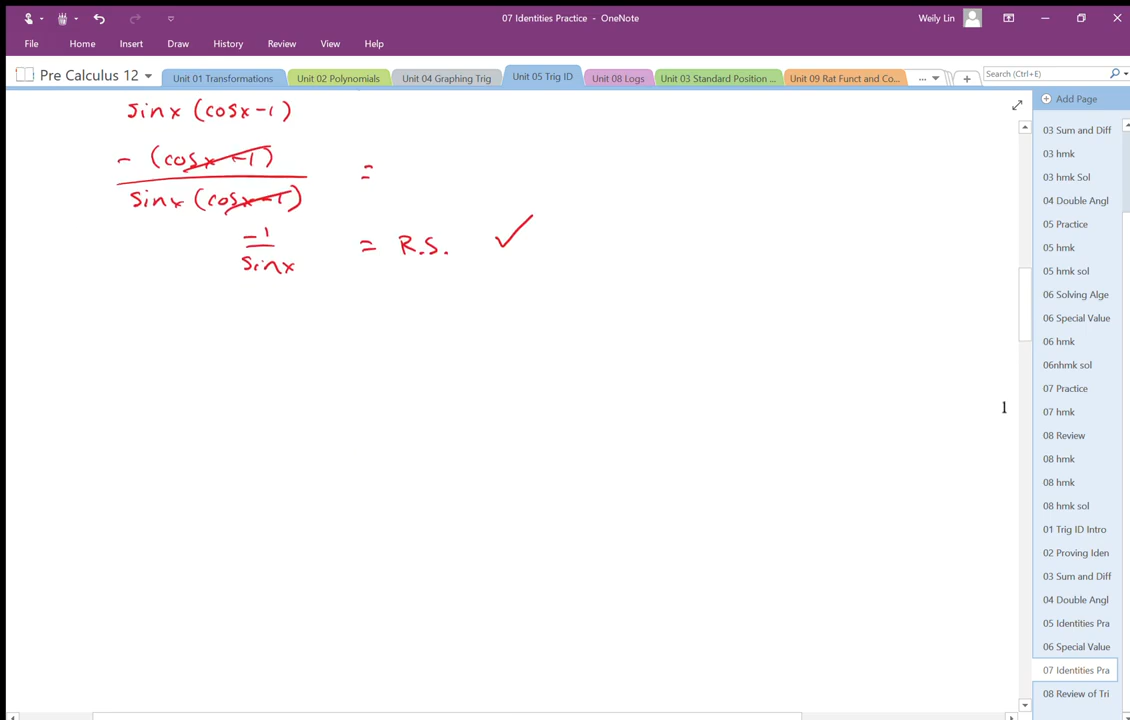 07 Identities Practice - OneNote
Weily Lin
File Home Insert Draw History Review View Help
Pre Calculus 12
Unit 01 Transformations
Unit 02 Polynomials
Unit 04 Graphing Trig
Unit 05 Trig ID
Unit 08 Logs
Unit 03 Standard Position ...
Unit 09 Rat Funct and Co...
...
Search (Ctrl+E)
sinx (cosx-1)
- (cosx-1) =
sinx (cosx-1)
-1
= R.S. ✓
sinx
Add Page
03 Sum and Diff
03 hmk
03 hmk Sol
04 Double Angl
05 Practice
05 hmk
05 hmk sol
06 Solving Alge
06 Special Value
06 hmk
06nhmk sol
07 Practice
07 hmk
08 Review
08 hmk
08 hmk
08 hmk sol
01 Trig ID Intro
02 Proving Iden
03 Sum and Diff
04 Double Angl
05 Identities Pra
06 Special Value
07 Identities Pra
08 Review of Tri